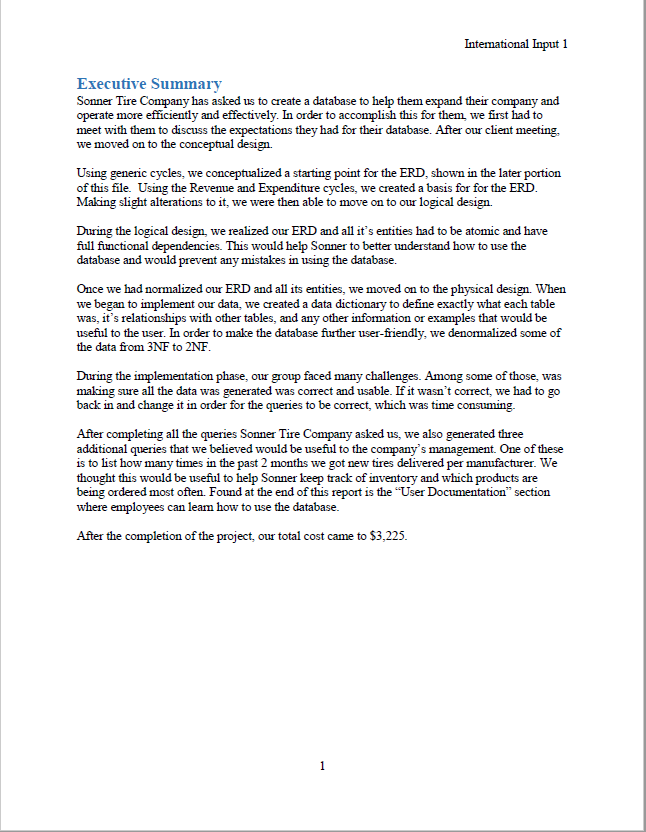 International Input 1
Executive Summary
Sonner Tire Company has asked us to create a database to help them expand their company and
operate more efficiently and effectively. In order to accomplish this for them, we first had to
meet with them to discuss the expectations they had for their database. After our client meeting,
we moved on to the conceptual design.
Using generic cycles, we conceptualized a starting point for the ERD, shown in the later portion
of this file.  Using the Revenue and Expenditure cycles, we created a basis for for the ERD.
Making slight alterations to it, we were then able to move on to our logical design.
During the logical design, we realized our ERD and all it’s entities had to be atomic and have
full functional dependencies. This would help Sonner to better understand how to use the
database and would prevent any mistakes in using the database.
Once we had normalized our ERD and all its entities, we moved on to the physical design. When
we began to implement our data, we created a data dictionary to define exactly what each table
was, it’s relationships with other tables, and any other information or examples that would be
useful to the user. In order to make the database further user-friendly, we denormalized some of
the data from 3NF to 2NF.
During the implementation phase, our group faced many challenges. Among some of those, was
making sure all the data was generated was correct and usable. If it wasn’t correct, we had to go
back in and change it in order for the queries to be correct, which was time consuming.
After completing all the queries Sonner Tire Company asked us, we also generated three
additional queries that we believed would be useful to the company’s management. One of these
is to list how many times in the past 2 months we got new tires delivered per manufacturer. We
thought this would be useful to help Sonner keep track of inventory and which products are
being ordered most often. Found at the end of this report is the “User Documentation” section
where employees can learn how to use the database.
After the completion of the project, our total cost came to $3,225.
1